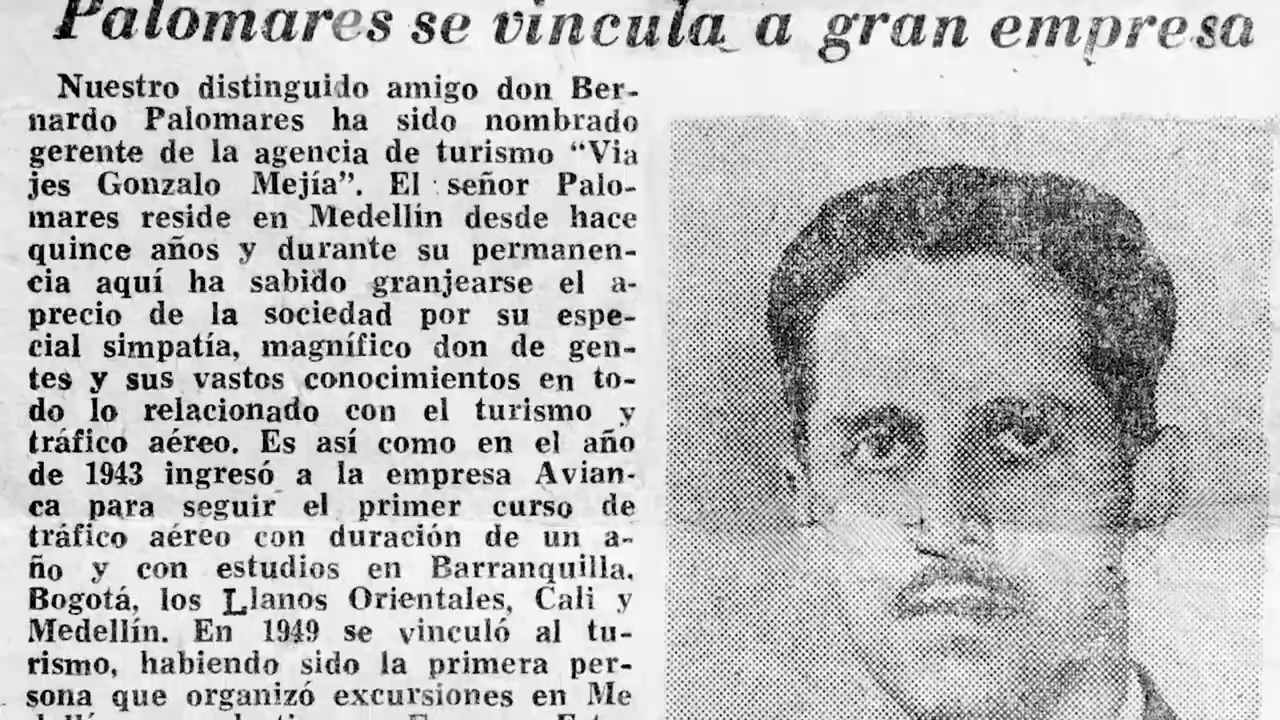 Palomares se vincula a gran empresa
Nuestro distinguido amigo don Ber-
nardo Palomares ha sido nombrado
gerente de la agencia de turismo “Via
jes Gonzalo Mejía”. El señor Palo-
mares reside en Medellín desde hace
quince años y durante su permanen-
cia aquí ha sabido granjearse el a-
precio de la sociedad por su espe-
cial simpatía, magnífico don de gen-
tes y sus vastos conocimientos en to-
do lo relacionado con el turismo y
tráfico aéreo. Es así como en el año
de 1943 ingresó a la empresa Avian-
ca para seguir el primer curso de
tráfico aéreo con duración de un a-
ño y con estudios en Barranquilla.
Bogotá, los Llanos Orientales, Cali y
Medellín. En 1949 se vinculó al tu-
rismo, habiendo sido la primera per-
sona que organizó excursiones en Me